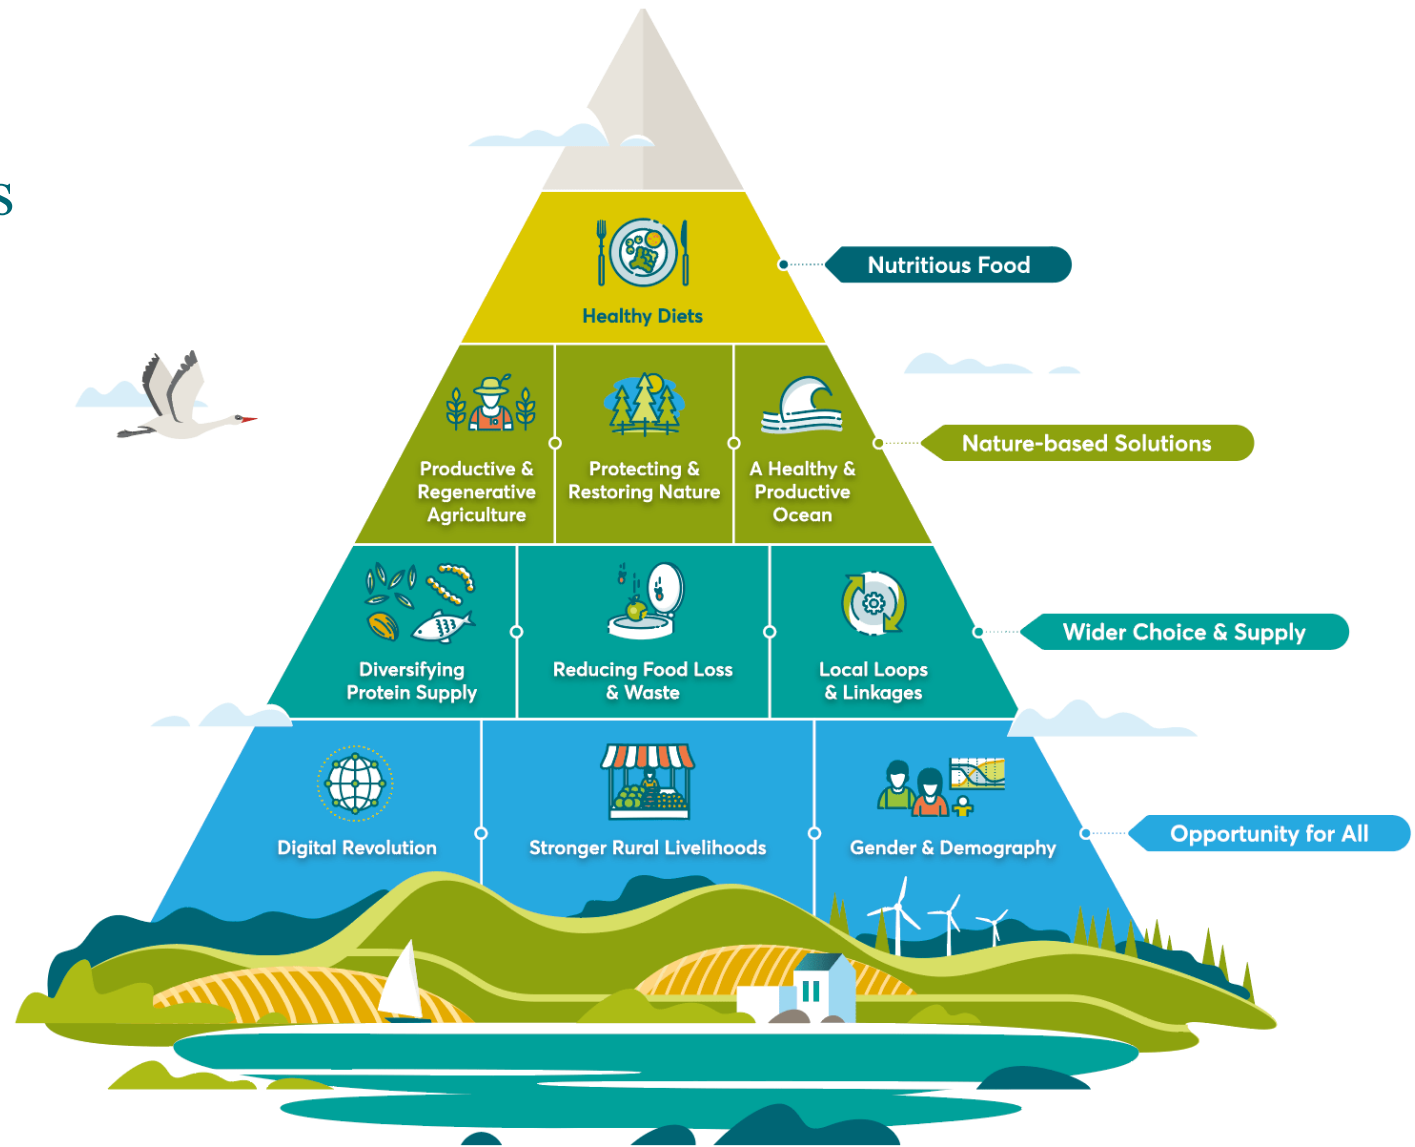 s
Healthy Diets
Nutritious Food
Productive &
Regenerative
Agriculture
Protecting &
Restoring Nature
A Healthy &
Productive
Ocean
Nature-based Solutions
Diversifying
Protein Supply
Reducing Food Loss
& Waste
Local Loops
& Linkages
Wider Choice & Supply
Digital Revolution
Stronger Rural Livelihoods
Gender & Demography
Opportunity for All